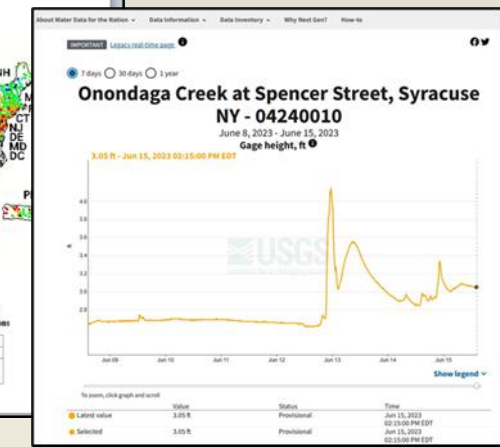 NH
M
CT
NJ
DE
MD
DC
P
About Water Data for the Nation Data Information Data Inventory Why Next Gen? How-to
IMPORTANT Legacy real-time page
7 days 30 days 1 year
Onondaga Creek at Spencer Street, Syracuse
NY - 04240010
June 8, 2023 - June 15, 2023
Gage height, ft
3.05 ft - Jun 15, 2023 02:15:00 PM EDT
4.0
3.8
3.6
3.4
3.2
3.0
2.8
ft
USGS
Jun 09 Jun 10 Jun 11 Jun 12 Jun 13 Jun 14 Jun 15
Show legend
To zoom, click graph and scroll
Value Status Time
Latest value 3.05 ft Provisional Jun 15, 2023
02:15:00 PM EDT
Selected 3.05 ft Provisional Jun 15, 2023
02:15:00 PM EDT